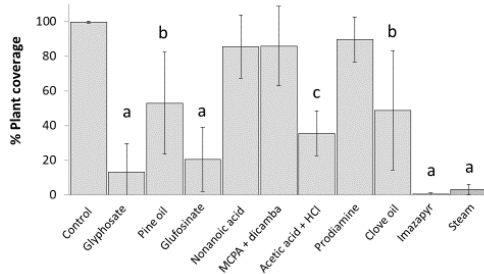 % Plant coverage
100
80
60
40
20
0
a
b
a
c
b
a
a
Control
Glyphosate
Pine oil
Glufosinate
Nonanoic acid
MCPA + dicamba
Acetic acid + HCl
Prodiamine
Clove oil
Imazapyr
Steam